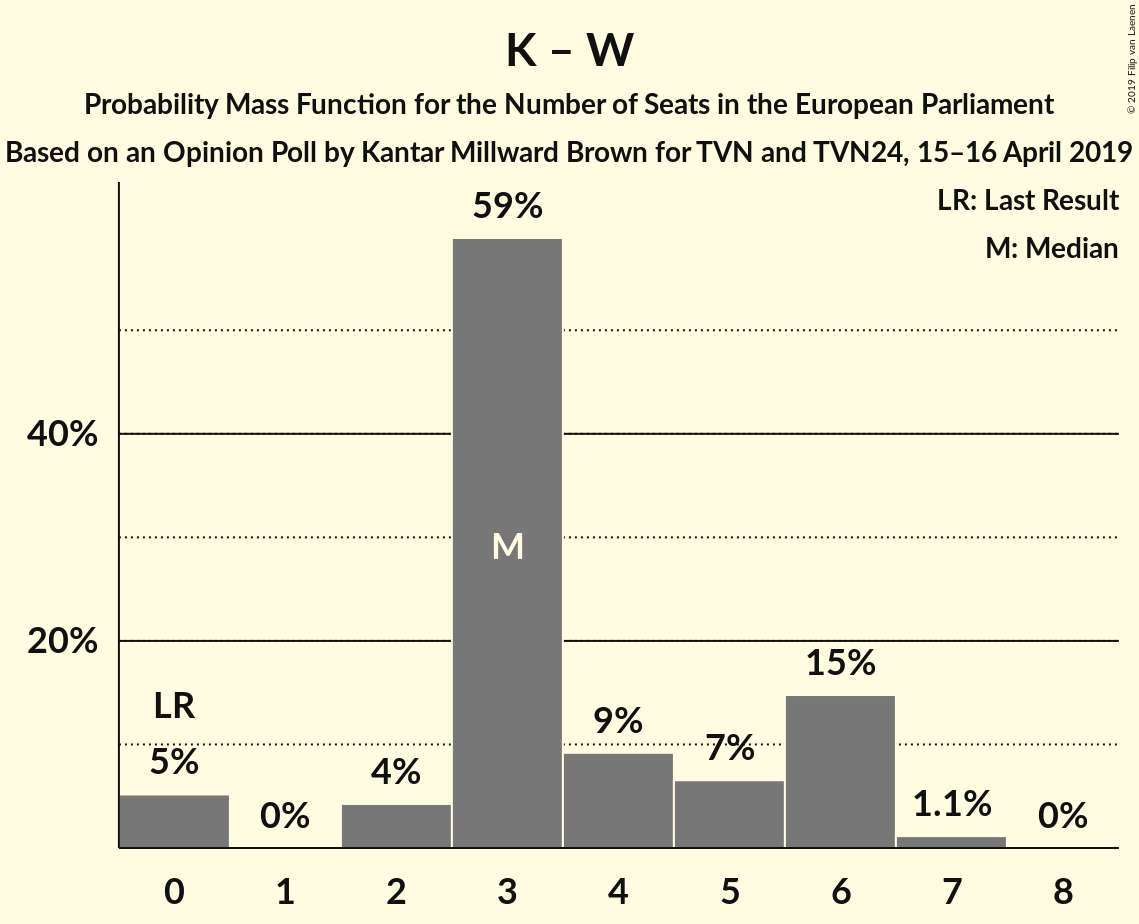 K – W
Probability Mass Function for the Number of Seats in the European Parliament
Based on an Opinion Poll by Kantar Millward Brown for TVN and TVN24, 15–16 April 2019
© 2019 Filip van Laenen
LR: Last Result
M: Median
59%
40%
M
20%
15%
LR
9%
7%
5%
4%
1.1%
0%
0%
0 1 2 3 4 5 6 7 8